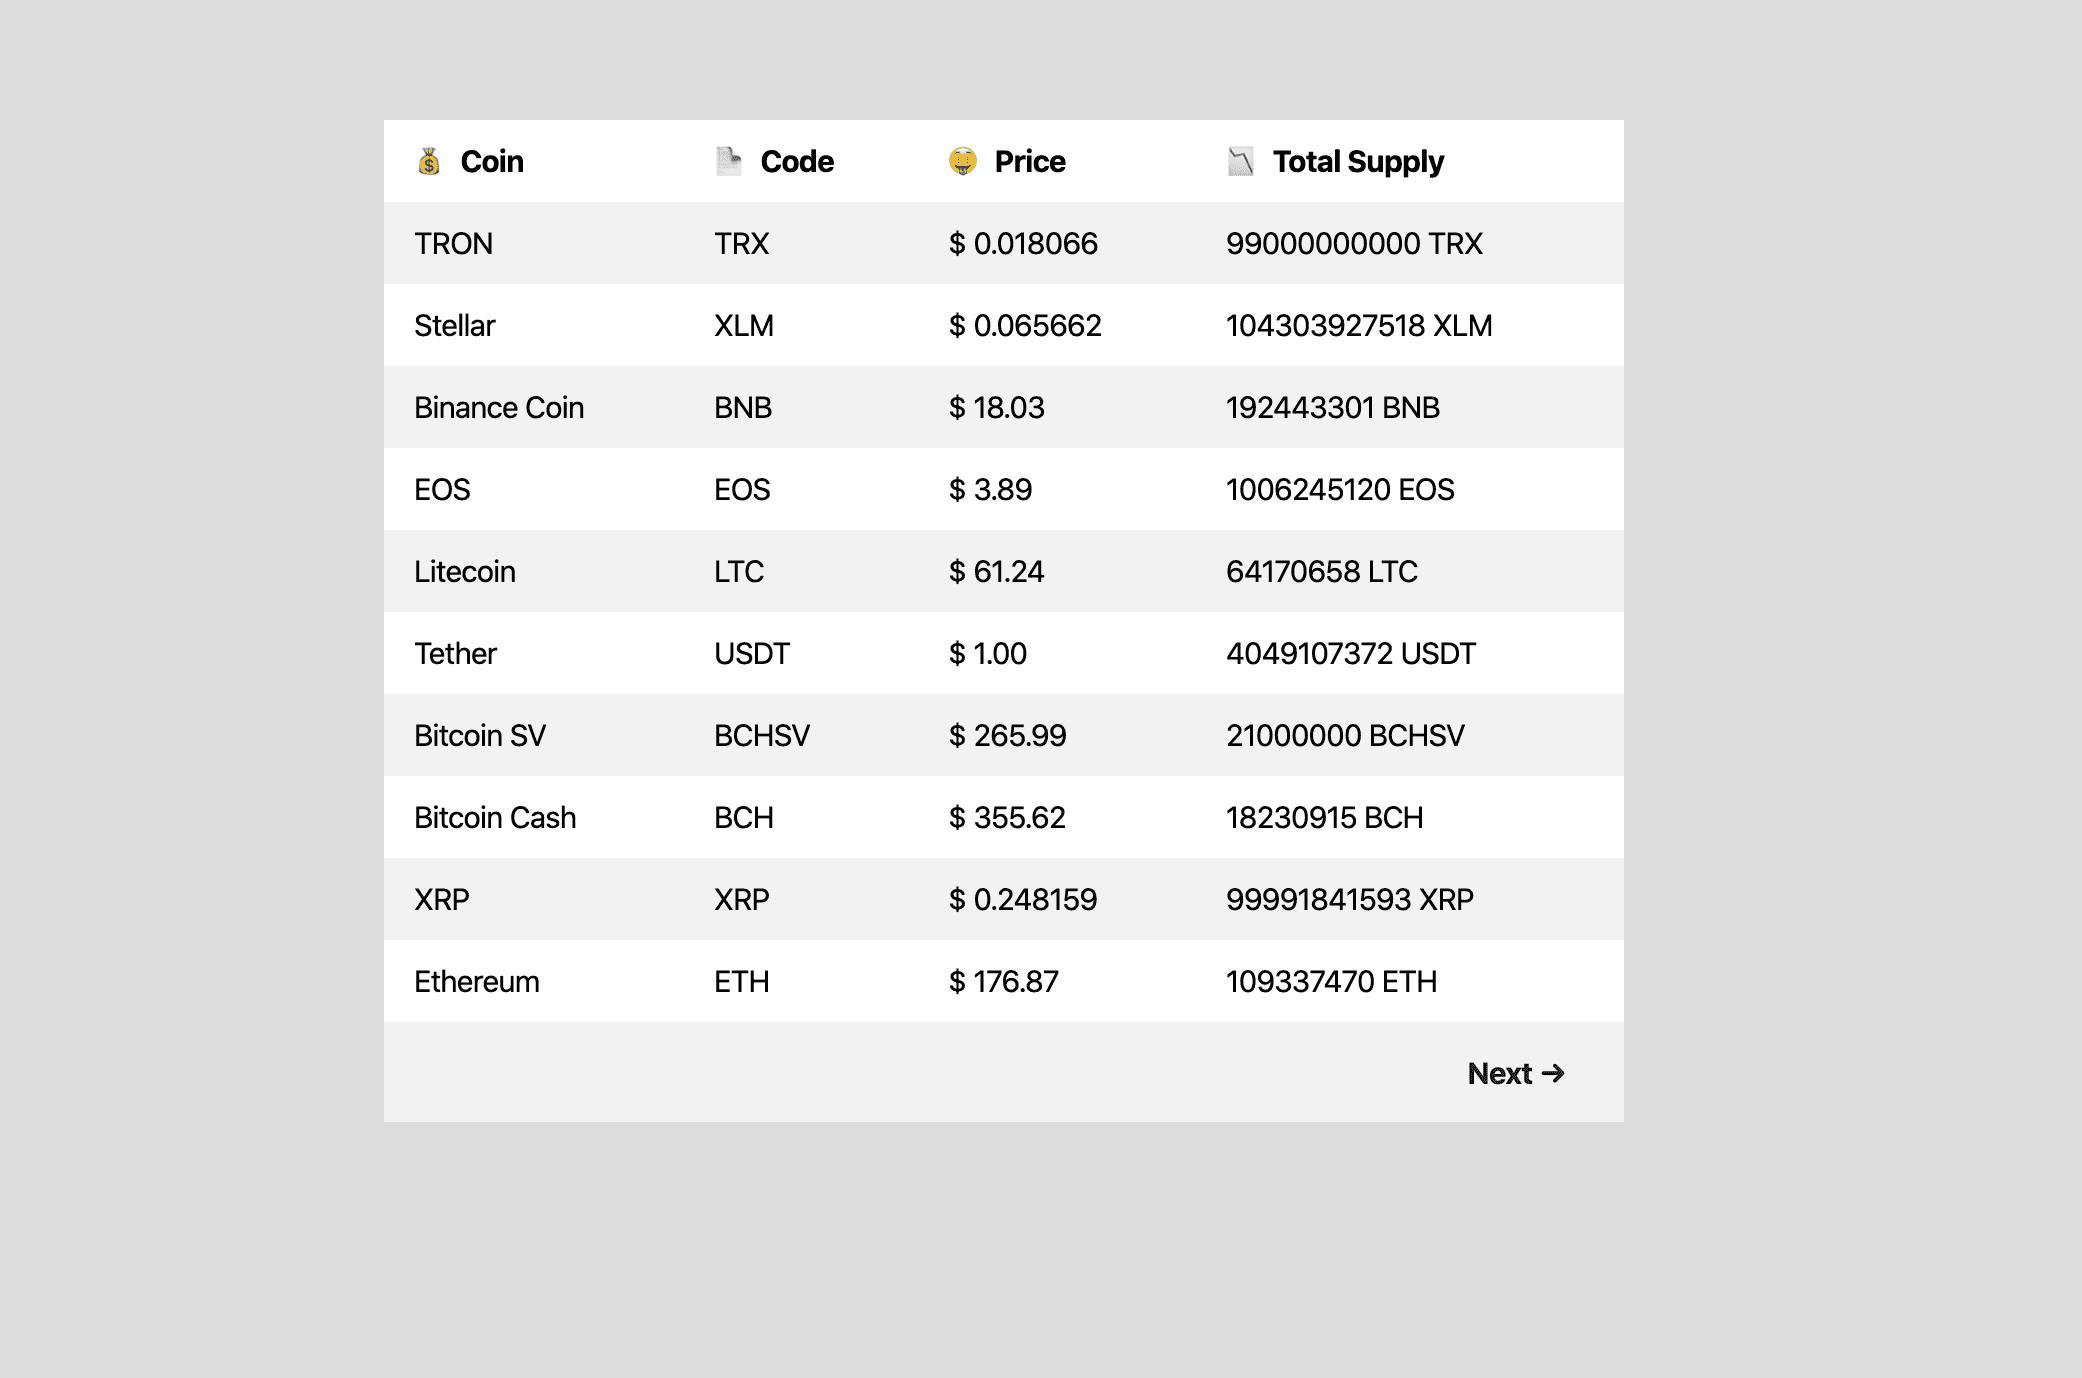 Coin Code Price Total Supply
TRON TRX $ 0.018066 99000000000 TRX
Stellar XLM $ 0.065662 104303927518 XLM
Binance Coin BNB $ 18.03 192443301 BNB
EOS EOS $ 3.89 1006245120 EOS
Litecoin LTC $ 61.24 64170658 LTC
Tether USDT $ 1.00 4049107372 USDT
Bitcoin SV BCHSV $ 265.99 21000000 BCHSV
Bitcoin Cash BCH $ 355.62 18230915 BCH
XRP XRP $ 0.248159 99991841593 XRP
Ethereum ETH $ 176.87 109337470 ETH
Next →